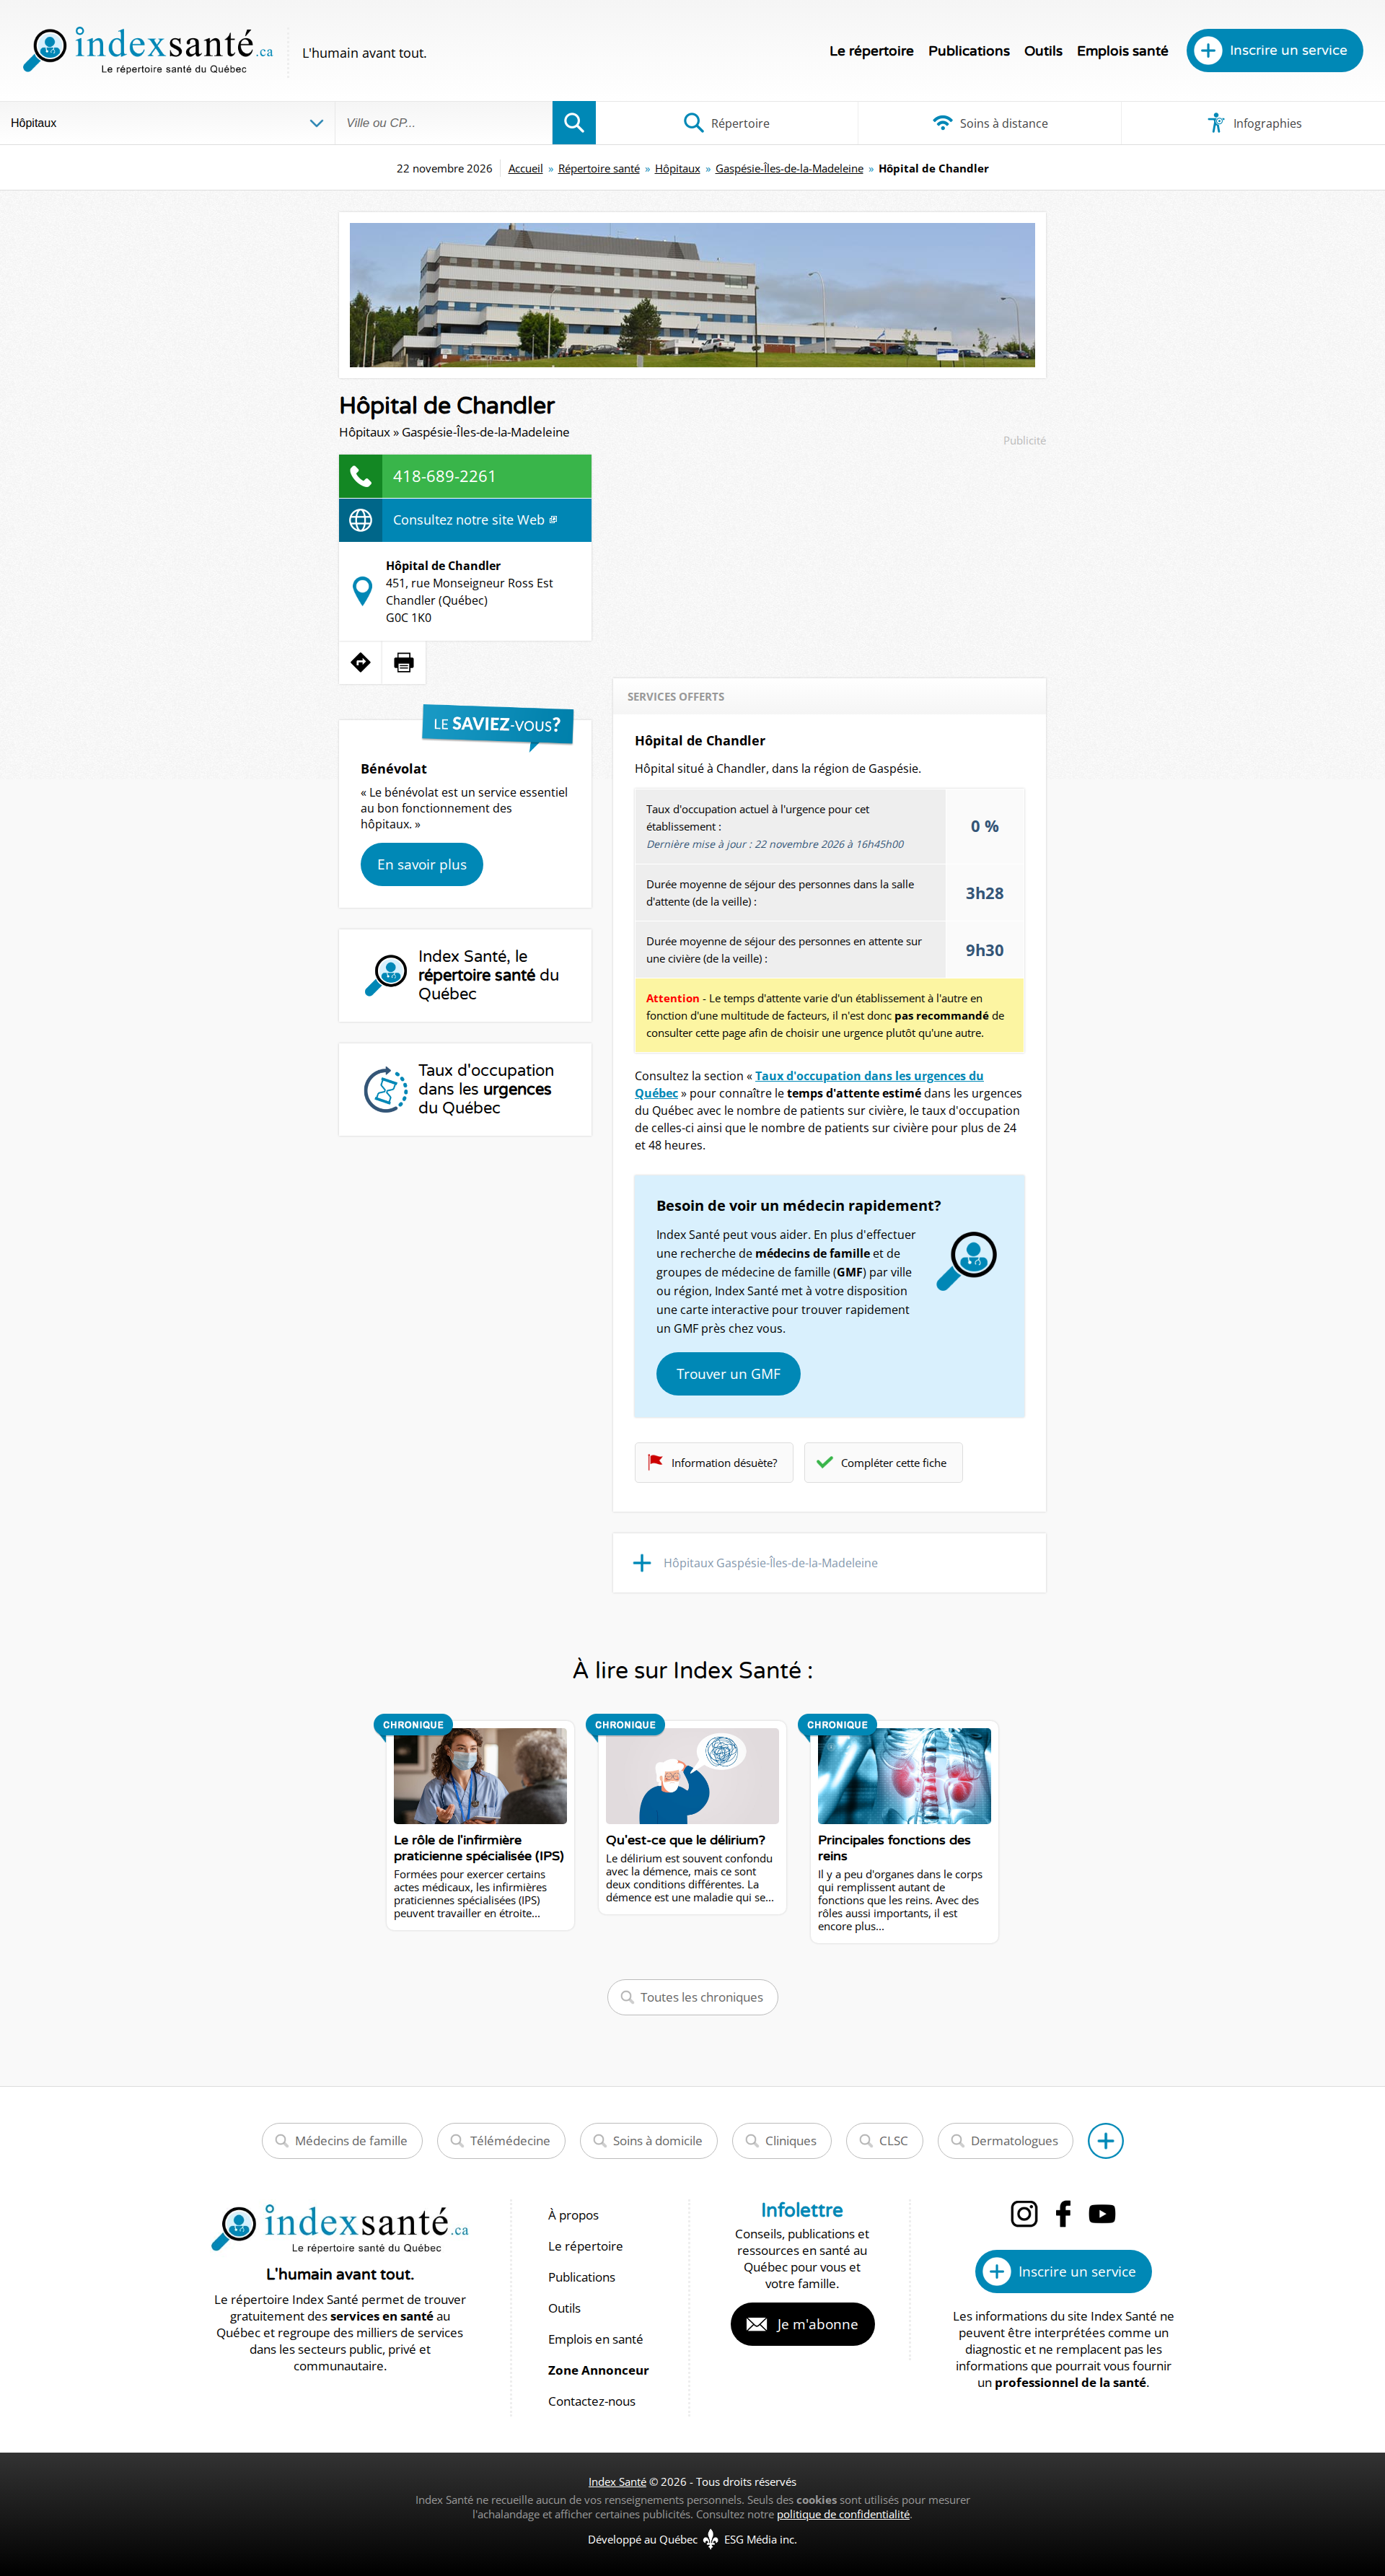 indexsanté.ca
Le répertoire santé du Québec
L'humain avant tout.
Le répertoire
Publications
Outils
Emplois santé
Inscrire un service
Hôpitaux
Ville ou CP...
Répertoire
Soins à distance
Infographies
22 novembre 2026
Accueil » Répertoire santé » Hôpitaux » Gaspésie-Îles-de-la-Madeleine » Hôpital de Chandler
Hôpital de Chandler
Hôpitaux » Gaspésie-Îles-de-la-Madeleine
Publicité
418-689-2261
Consultez notre site Web
Hôpital de Chandler
451, rue Monseigneur Ross Est
Chandler (Québec)
G0C 1K0
LE SAVIEZ-VOUS?
Bénévolat
« Le bénévolat est un service essentiel
au bon fonctionnement des
hôpitaux. »
En savoir plus
Index Santé, le
répertoire santé du
Québec
Taux d'occupation
dans les urgences
du Québec
SERVICES OFFERTS
Hôpital de Chandler
Hôpital situé à Chandler, dans la région de Gaspésie.
Taux d'occupation actuel à l'urgence pour cet
établissement :
Dernière mise à jour : 22 novembre 2026 à 16h45h00
0 %
Durée moyenne de séjour des personnes dans la salle
d'attente (de la veille) :
3h28
Durée moyenne de séjour des personnes en attente sur
une civière (de la veille) :
9h30
Attention - Le temps d'attente varie d'un établissement à l'autre en
fonction d'une multitude de facteurs, il n'est donc pas recommandé de
consulter cette page afin de choisir une urgence plutôt qu'une autre.
Consultez la section « Taux d'occupation dans les urgences du
Québec » pour connaître le temps d'attente estimé dans les urgences
du Québec avec le nombre de patients sur civière, le taux d'occupation
de celles-ci ainsi que le nombre de patients sur civière pour plus de 24
et 48 heures.
Besoin de voir un médecin rapidement?
Index Santé peut vous aider. En plus d'effectuer
une recherche de médecins de famille et de
groupes de médecine de famille (GMF) par ville
ou région, Index Santé met à votre disposition
une carte interactive pour trouver rapidement
un GMF près chez vous.
Trouver un GMF
Information désuète?
Compléter cette fiche
Hôpitaux Gaspésie-Îles-de-la-Madeleine
À lire sur Index Santé :
CHRONIQUE
Le rôle de l'infirmière
praticienne spécialisée (IPS)
Formées pour exercer certains
actes médicaux, les infirmières
praticiennes spécialisées (IPS)
peuvent travailler en étroite...
CHRONIQUE
Qu'est-ce que le délirium?
Le délirium est souvent confondu
avec la démence, mais ce sont
deux conditions différentes. La
démence est une maladie qui se...
CHRONIQUE
Principales fonctions des
reins
Il y a peu d'organes dans le corps
qui remplissent autant de
fonctions que les reins. Avec des
rôles aussi importants, il est
encore plus...
Toutes les chroniques
Médecins de famille
Télémédecine
Soins à domicile
Cliniques
CLSC
Dermatologues
indexsanté.ca
Le répertoire santé du Québec
L'humain avant tout.
Le répertoire Index Santé permet de trouver
gratuitement des services en santé au
Québec et regroupe des milliers de services
dans les secteurs public, privé et
communautaire.
À propos
Le répertoire
Publications
Outils
Emplois en santé
Zone Annonceur
Contactez-nous
Infolettre
Conseils, publications et
ressources en santé au
Québec pour vous et
votre famille.
Je m'abonne
Inscrire un service
Les informations du site Index Santé ne
peuvent être interprétées comme un
diagnostic et ne remplacent pas les
informations que pourrait vous fournir
un professionnel de la santé.
Index Santé © 2026 - Tous droits réservés
Index Santé ne recueille aucun de vos renseignements personnels. Seuls des cookies sont utilisés pour mesurer
l'achalandage et afficher certaines publicités. Consultez notre politique de confidentialité.
Développé au Québec ESG Média inc.